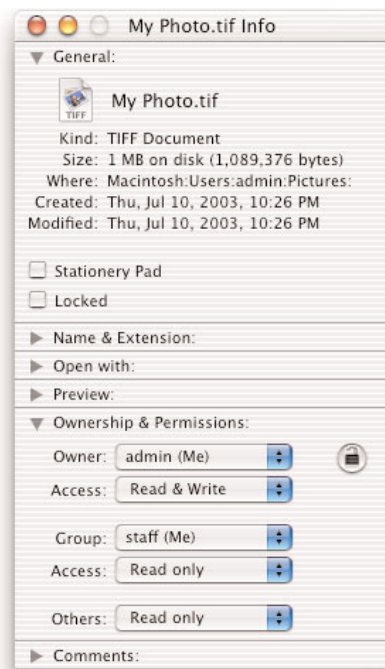 My Photo.tif Info
General:
TIFF
My Photo.tif
Kind: TIFF Document
Size: 1 MB on disk (1,089,376 bytes)
Where: Macintosh:Users:admin:Pictures:
Created: Thu, Jul 10, 2003, 10:26 PM
Modified: Thu, Jul 10, 2003, 10:26 PM
Stationery Pad
Locked
Name & Extension:
Open with:
Preview:
Ownership & Permissions:
Owner: admin (Me)
Access: Read & Write
Group: staff (Me)
Access: Read only
Others: Read only
Comments: